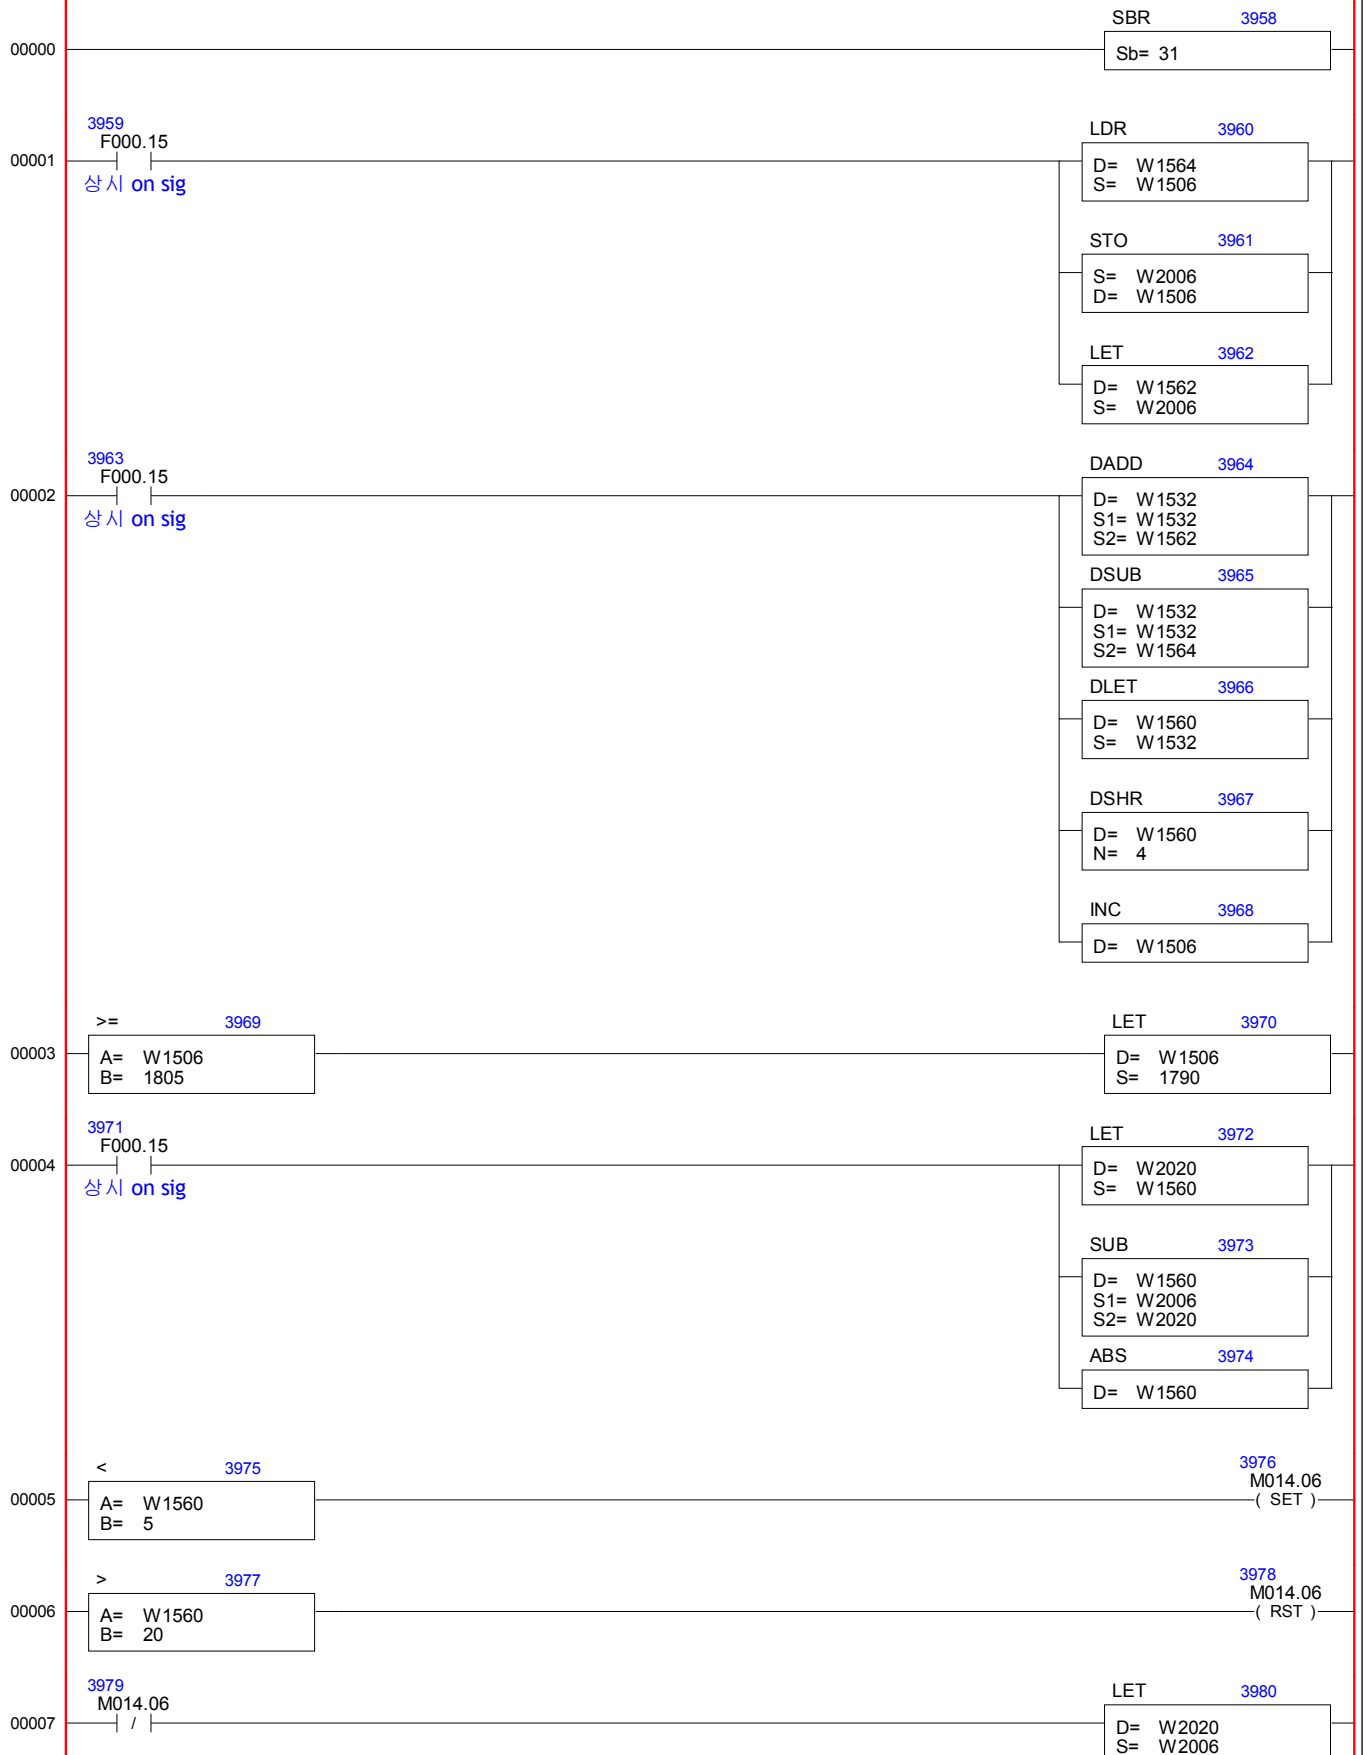 SBR 3958
00000
Sb= 31
3959
F000.15
LDR 3960
00001
상시 on sig
D= W1564
S= W1506
STO 3961
S= W2006
D= W1506
LET 3962
D= W1562
S= W2006
3963
F000.15
DADD 3964
00002
상시 on sig
D= W1532
S1= W1532
S2= W1562
DSUB 3965
D= W1532
S1= W1532
S2= W1564
DLET 3966
D= W1560
S= W1532
DSHR 3967
D= W1560
N= 4
INC 3968
D= W1506
>= 3969
LET 3970
00003
A= W1506
B= 1805
D= W1506
S= 1790
3971
F000.15
LET 3972
00004
상시 on sig
D= W2020
S= W1560
SUB 3973
D= W1560
S1= W2006
S2= W2020
ABS 3974
D= W1560
< 3975
3976
M014.06
00005
A= W1560
B= 5
( SET )
> 3977
3978
M014.06
00006
A= W1560
B= 20
( RST )
3979
M014.06
LET 3980
00007
/
D= W2020
S= W2006